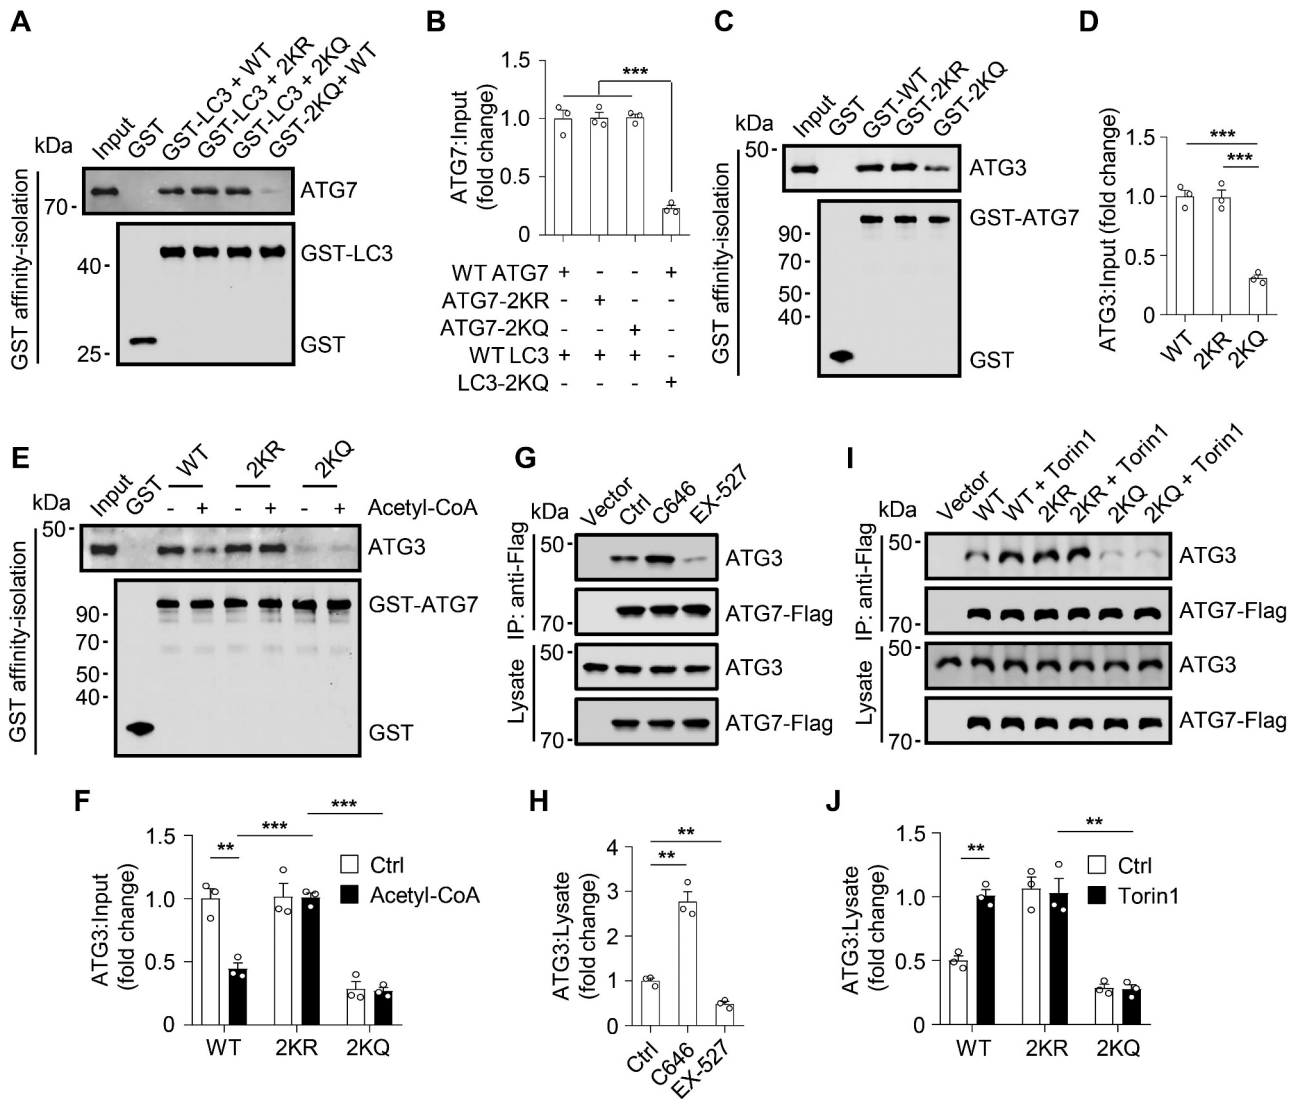 A
kDa
Input
GST
GST-LC3 + WT
GST-LC3 + 2KR
GST-LC3 + 2KQ
GST-2KQ+ WT
GST affinity-isolation
ATG7
70
GST-LC3
40
GST
25
B
ATG7:Input
(fold change)
1.5
1.0
0.5
0
***
WT ATG7 + - - +
ATG7-2KR - + - -
ATG7-2KQ - - + -
WT LC3 + + + -
LC3-2KQ - - - +
C
kDa
Input
GST
GST-WT
GST-2KR
GST-2KQ
GST affinity-isolation
50
ATG3
GST-ATG7
90
70
50
40
GST
D
ATG3:Input (fold change)
1.5
1.0
0.5
0
***
***
WT
2KR
2KQ
E
kDa
Input
GST
WT
2KR
2KQ
- + - + - + Acetyl-CoA
GST affinity-isolation
50
ATG3
GST-ATG7
90
70
50
40
GST
F
ATG3:Input
(fold change)
1.5
1.0
0.5
0
**
***
***
Ctrl
Acetyl-CoA
WT 2KR 2KQ
G
kDa
Vector
Ctrl
C646
EX-527
IP: anti-Flag
50
ATG3
70
ATG7-Flag
Lysate
50
ATG3
70
ATG7-Flag
H
ATG3:Lysate
(fold change)
4
3
2
1
0
**
**
Ctrl
C646
EX-527
I
kDa
Vector
WT
WT + Torin1
2KR
2KR + Torin1
2KQ
2KQ + Torin1
IP: anti-Flag
50
ATG3
70
ATG7-Flag
Lysate
50
ATG3
70
ATG7-Flag
J
ATG3:Lysate
(fold change)
1.5
1.0
0.5
0
**
**
Ctrl
Torin1
WT 2KR 2KQ